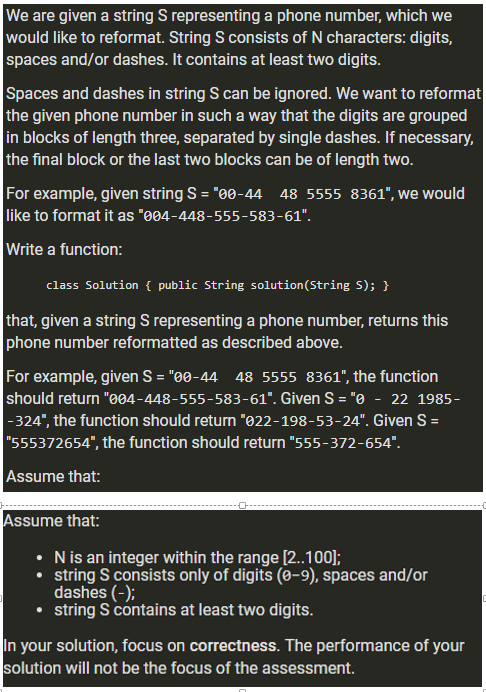 We are given a string S representing a phone number, which we
would like to reformat. String S consists of N characters: digits,
spaces and/or dashes. It contains at least two digits.
Spaces and dashes in string S can be ignored. We want to reformat
the given phone number in such a way that the digits are grouped
in blocks of length three, separated by single dashes. If necessary,
the final block or the last two blocks can be of length two.
For example, given string S = "00-44  48 5555 8361", we would
like to format it as "004-448-555-583-61".
Write a function:
class Solution { public String solution(String S); }
that, given a string S representing a phone number, returns this
phone number reformatted as described above.
For example, given S = "00-44  48 5555 8361", the function
should return "004-448-555-583-61". Given S = "0 - 22 1985-
-324", the function should return "022-198-53-24". Given S =
"555372654", the function should return "555-372-654".
Assume that:
Assume that:
• N is an integer within the range [2..100];
• string S consists only of digits (0-9), spaces and/or
dashes (-);
• string S contains at least two digits.
In your solution, focus on correctness. The performance of your
solution will not be the focus of the assessment.